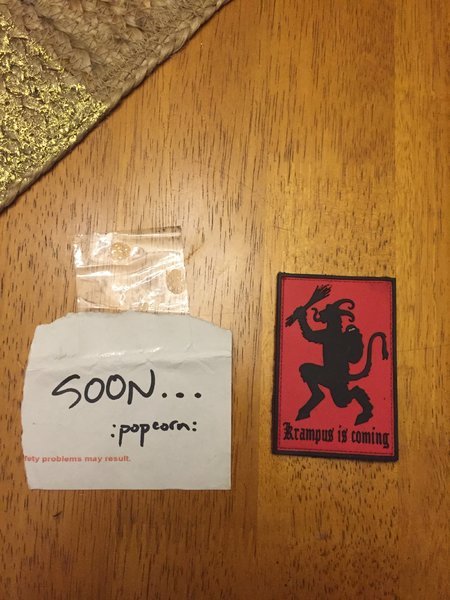 SOON...
:popcorn:
fety problems may result.
Krampus is coming